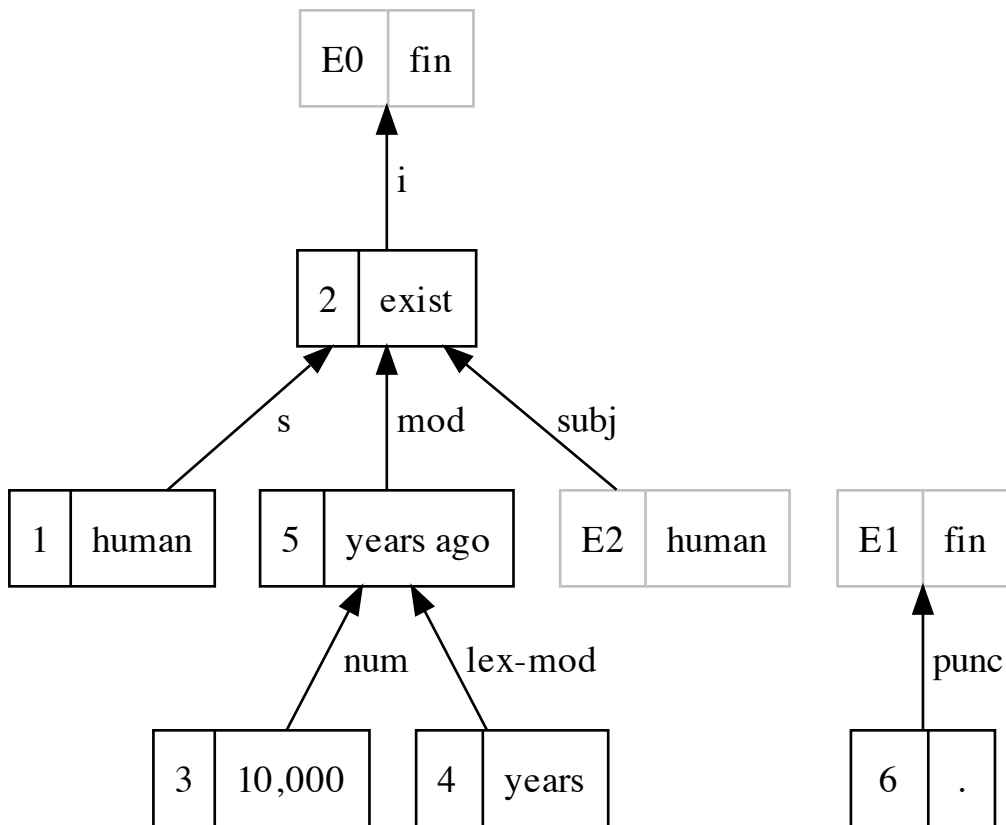 E0 fin
i
2 exist
s mod subj
1 human 5 years ago E2 human E1 fin
num lex-mod punc
3 10,000 4 years 6 .